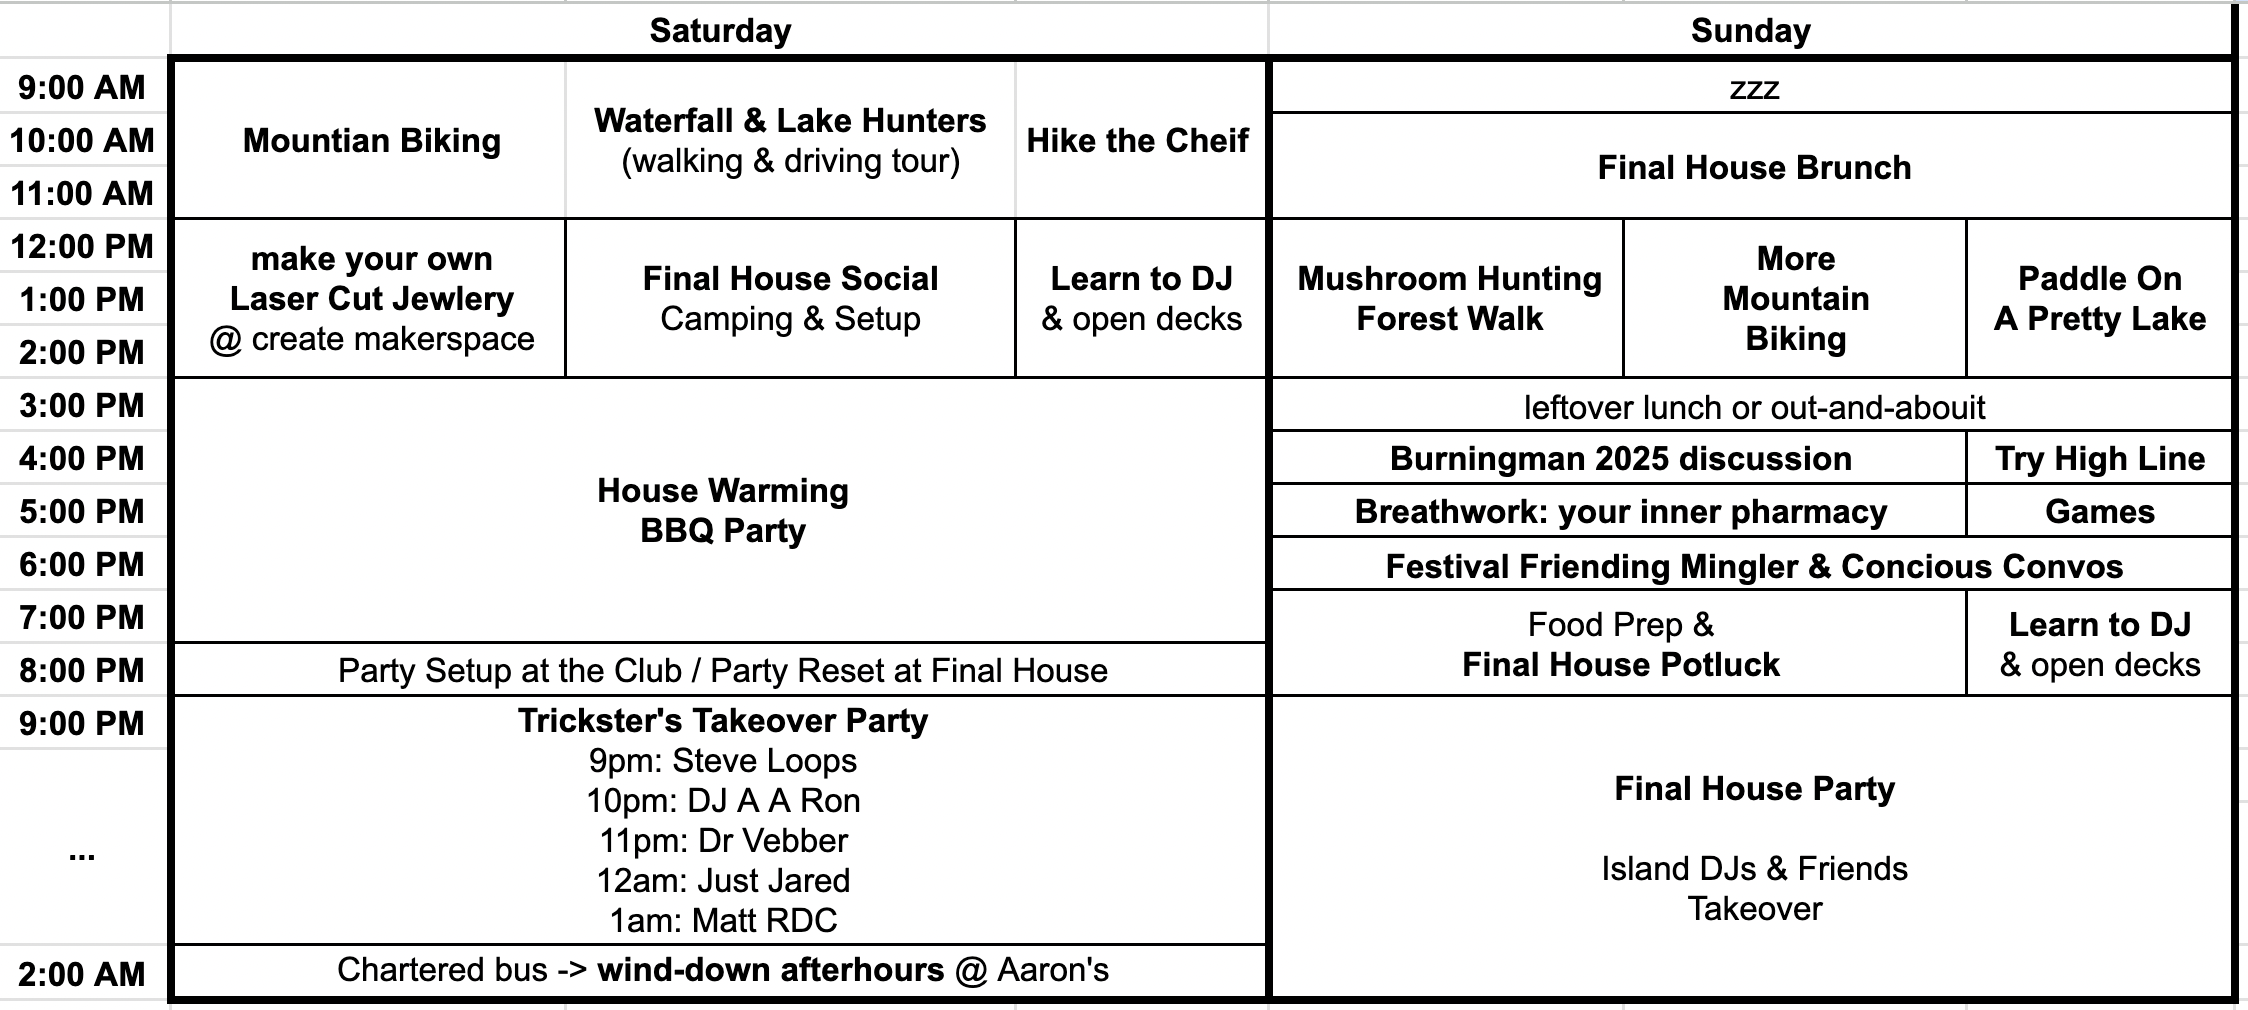 Saturday
Sunday
9:00 AM
10:00 AM
11:00 AM
12:00 PM
1:00 PM
2:00 PM
3:00 PM
4:00 PM
5:00 PM
6:00 PM
7:00 PM
8:00 PM
9:00 PM
...
2:00 AM
Mountian Biking
Waterfall & Lake Hunters
(walking & driving tour)
Hike the Cheif
make your own
Laser Cut Jewlery
@ create makerspace
Final House Social
Camping & Setup
Learn to DJ
& open decks
House Warming
BBQ Party
Party Setup at the Club / Party Reset at Final House
Trickster's Takeover Party
9pm: Steve Loops
10pm: DJ A A Ron
11pm: Dr Vebber
12am: Just Jared
1am: Matt RDC
Chartered bus -> wind-down afterhours @ Aaron's
zzz
Final House Brunch
Mushroom Hunting
Forest Walk
More
Mountain
Biking
Paddle On
A Pretty Lake
leftover lunch or out-and-abouit
Burningman 2025 discussion
Try High Line
Breathwork: your inner pharmacy
Games
Festival Friending Mingler & Concious Convos
Food Prep &
Final House Potluck
Learn to DJ
& open decks
Final House Party
Island DJs & Friends
Takeover